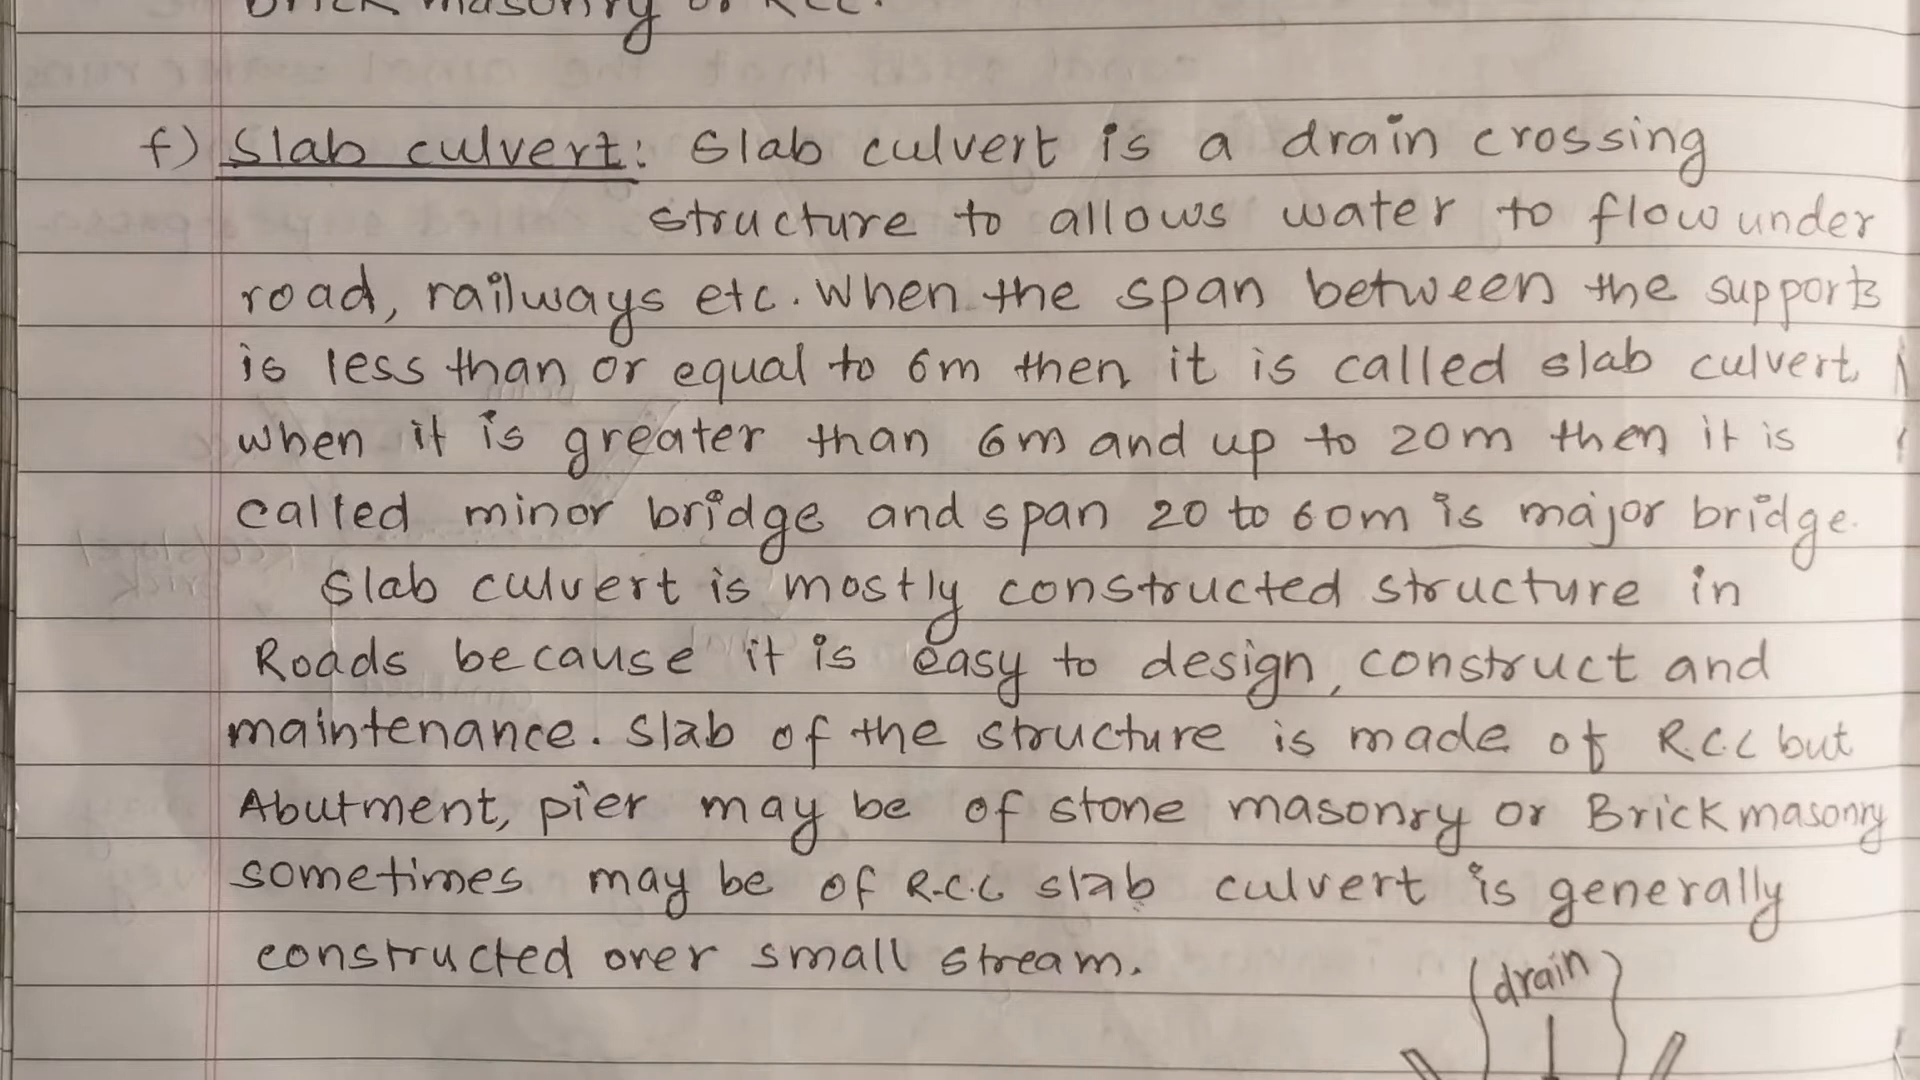 Brick masonry or RCC.
f) Slab culvert: Slab culvert is a drain crossing
structure to allows water to flow under
road, railways etc. When the span between the supports
is less than or equal to 6m then it is called slab culvert,
when it is greater than 6m and up to 20m then it is
called minor bridge and span 20 to 60m is major bridge.
Slab culvert is mostly constructed structure in
Roads because it is easy to design, construct and
maintenance. Slab of the structure is made of R.C.C but
Abutment, pier may be of stone masonry or Brick masonry
sometimes may be of R.C.C slab culvert is generally
constructed over small stream.
drain